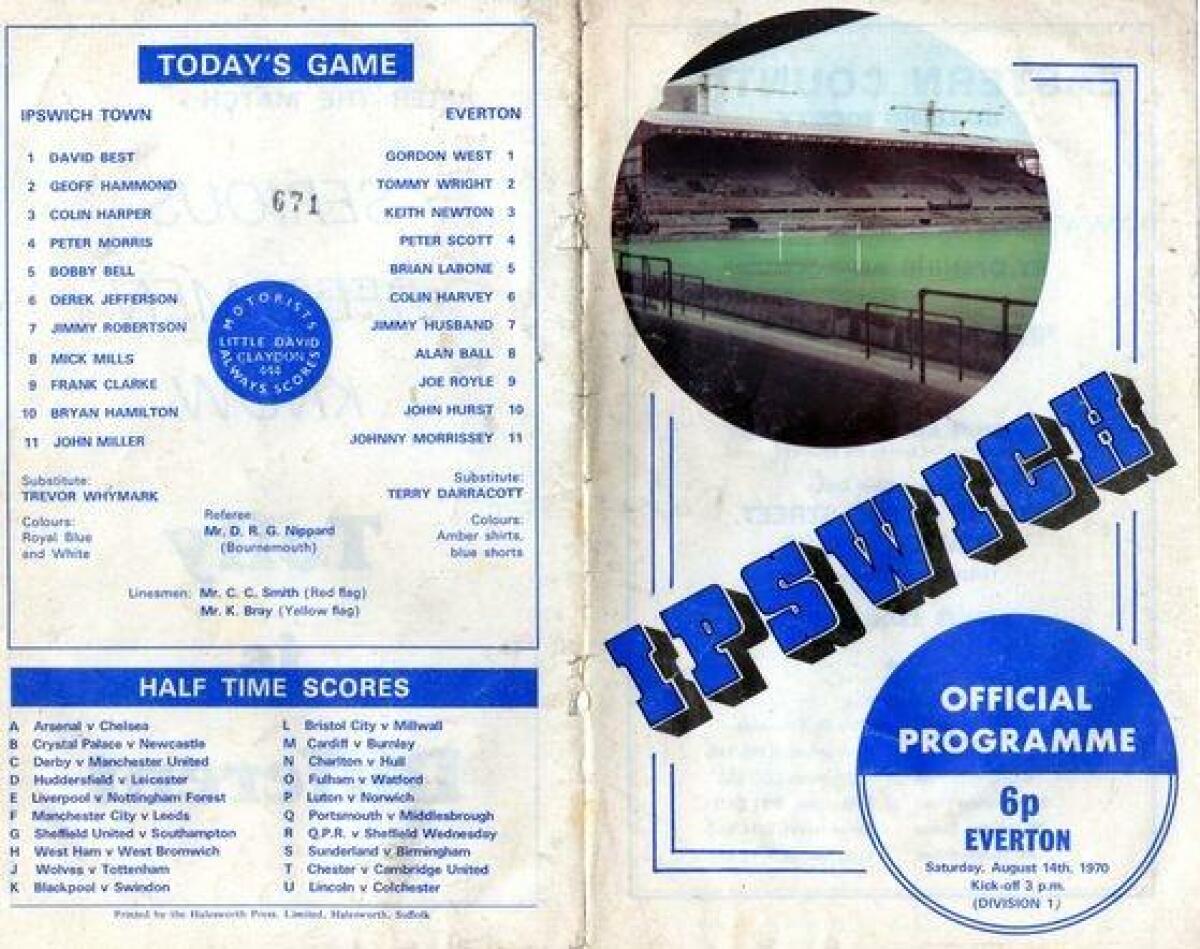 TODAY'S GAME
IPSWICH TOWN EVERTON
1 DAVID BEST GORDON WEST 1
2 GEOFF HAMMOND TOMMY WRIGHT 2
3 COLIN HARPER KEITH NEWTON 3
4 PETER MORRIS PETER SCOTT 4
5 BOBBY BELL BRIAN LABONE 5
6 DEREK JEFFERSON COLIN HARVEY 6
7 JIMMY ROBERTSON JIMMY HUSBAND 7
8 MICK MILLS ALAN BALL 8
9 FRANK CLARKE JOE ROYLE 9
10 BRYAN HAMILTON JOHN HURST 10
11 JOHN MILLER JOHNNY MORRISSEY 11
671
MOTORISTS
LITTLE DAVID
CLAYDON
444
ALWAYS SCORES
Substitute:
TREVOR WHYMARK
Colours:
Royal Blue
and White
Referee:
Mr. D. R. G. Nippard
(Bournemouth)
Substitute:
TERRY DARRACOTT
Colours:
Amber shirts,
blue shorts
Linesmen: Mr. C. C. Smith (Red flag)
Mr. K. Bray (Yellow flag)
HALF TIME SCORES
A Arsenal v Chelsea
B Crystal Palace v Newcastle
C Derby v Manchester United
D Huddersfield v Leicester
E Liverpool v Nottingham Forest
F Manchester City v Leeds
G Sheffield United v Southampton
H West Ham v West Bromwich
J Wolves v Tottenham
K Blackpool v Swindon
L Bristol City v Millwall
M Cardiff v Burnley
N Charlton v Hull
O Fulham v Watford
P Luton v Norwich
Q Portsmouth v Middlesbrough
R Q.P.R. v Sheffield Wednesday
S Sunderland v Birmingham
T Chester v Cambridge United
U Lincoln v Colchester
Printed by the Halesworth Press, Limited, Halesworth, Suffolk
IPSWICH
OFFICIAL
PROGRAMME
6p
EVERTON
Saturday, August 14th, 1970
Kick-off 3 p.m.
(DIVISION 1)